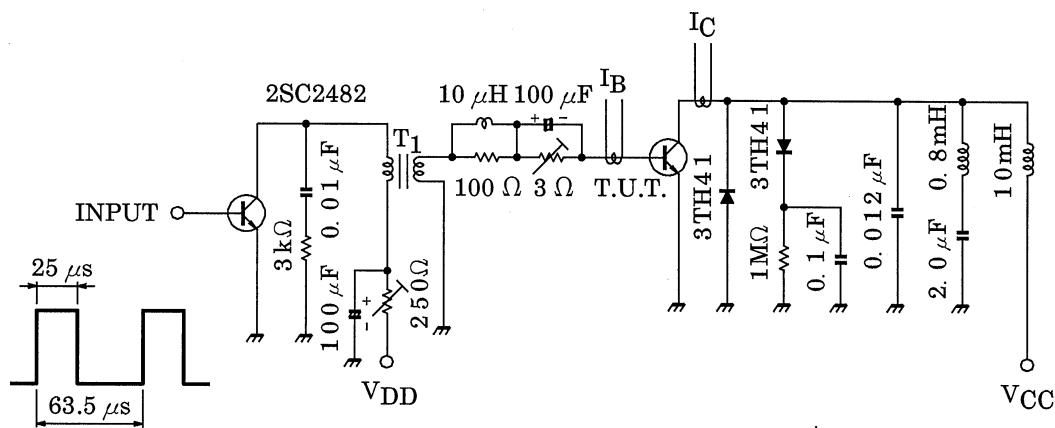 I_C
2SC2482
10 μH
100 μF
+
-
I_B
T1
100 Ω
3 Ω
T.U.T.
INPUT
0.01 μF
3kΩ
3TH41
3TH41
1MΩ
0.1 μF
0.012 μF
0.8mH
2.0 μF
10mH
25 μs
100 μF
+
-
250Ω
63.5 μs
V_DD
V_CC